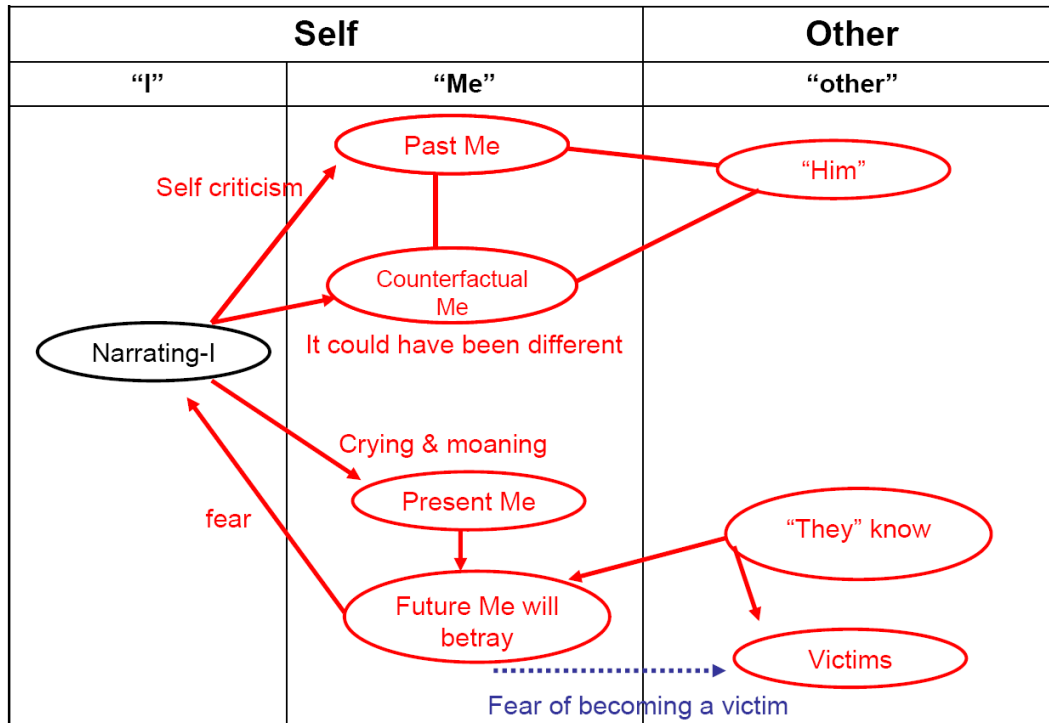 Self
Other
“I”
“Me”
“other”
Past Me
“Him”
Self criticism
Counterfactual
Me
It could have been different
Narrating-I
Crying & moaning
Present Me
fear
“They” know
Future Me will
betray
Victims
Fear of becoming a victim